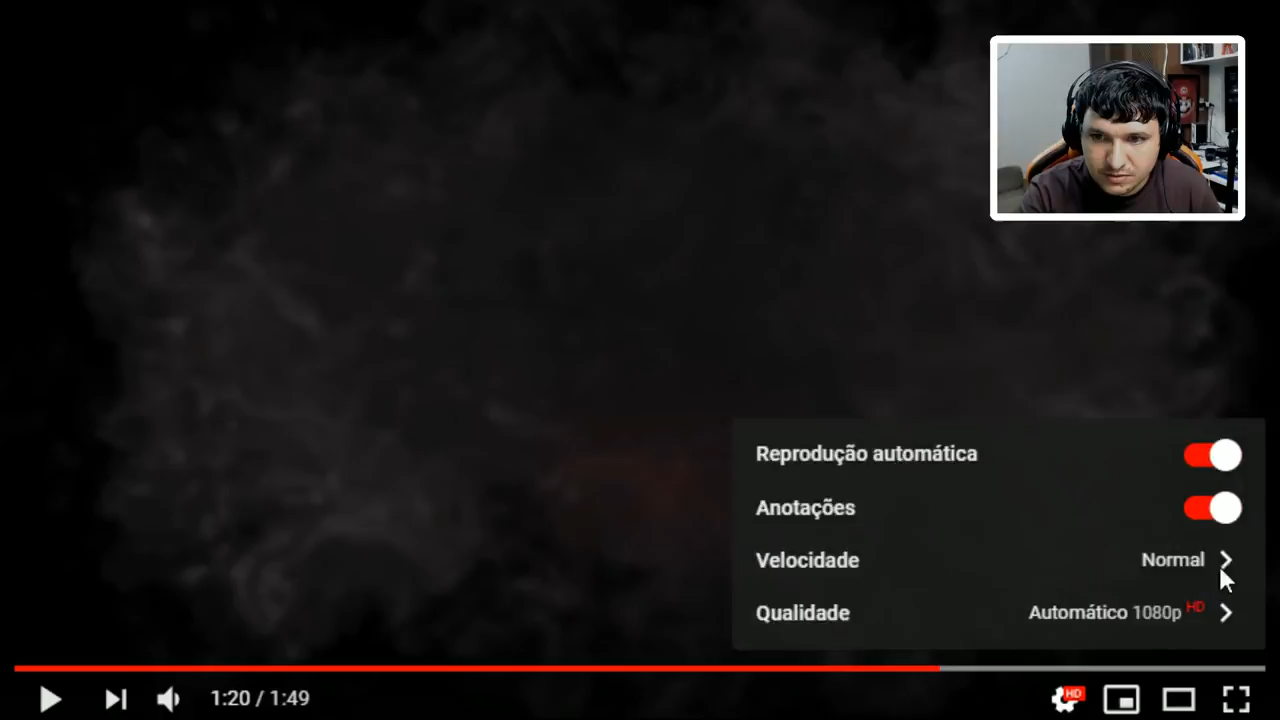 Reprodução automática
Anotações
Velocidade Normal
Qualidade Automático 1080p HD
1:20 / 1:49
HD